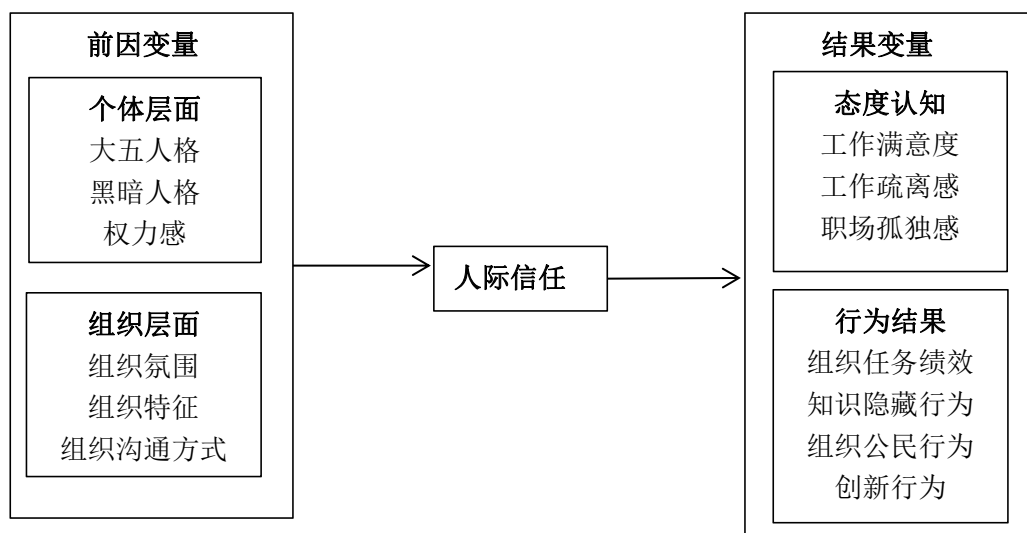 前因变量
个体层面
大五人格
黑暗人格
权力感
组织层面
组织氛围
组织特征
组织沟通方式
人际信任
结果变量
态度认知
工作满意度
工作疏离感
职场孤独感
行为结果
组织任务绩效
知识隐藏行为
组织公民行为
创新行为